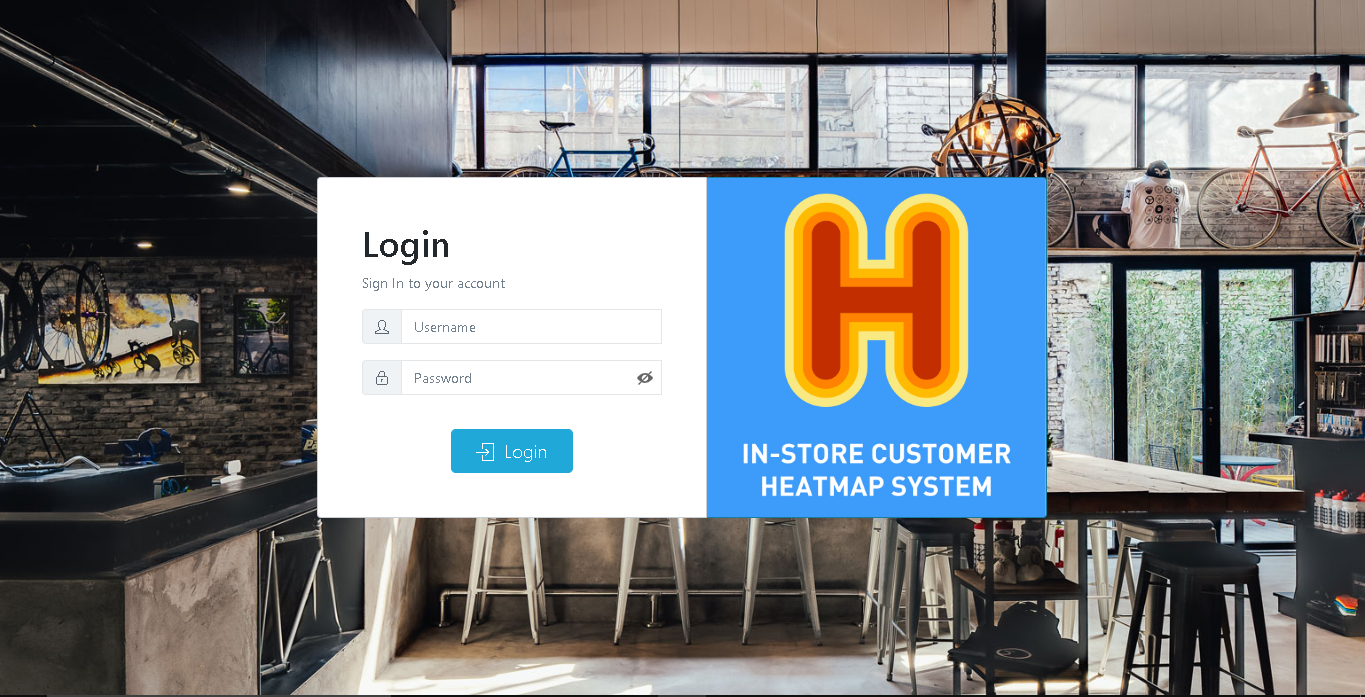 Login
Sign In to your account
Username
Password
Login
H
IN-STORE CUSTOMER
HEATMAP SYSTEM